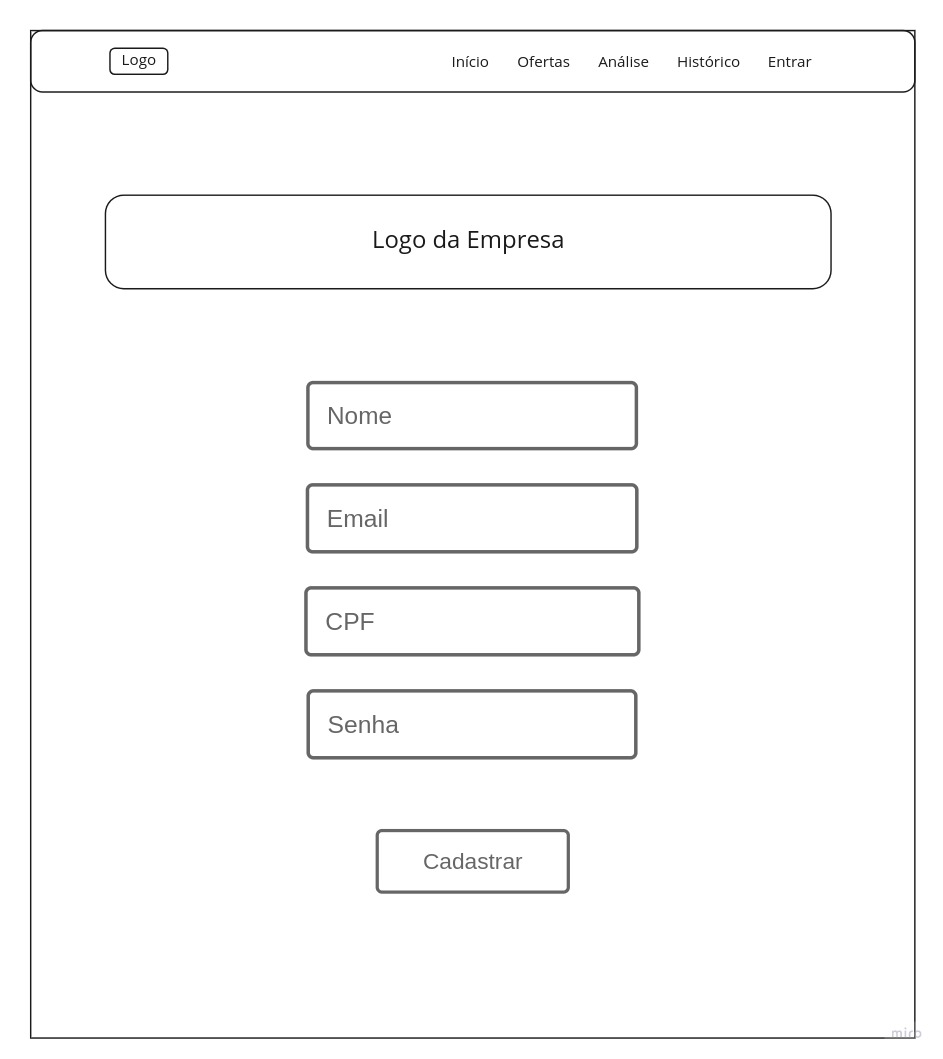 Logo
Início Ofertas Análise Histórico Entrar
Logo da Empresa
Nome
Email
CPF
Senha
Cadastrar
miro